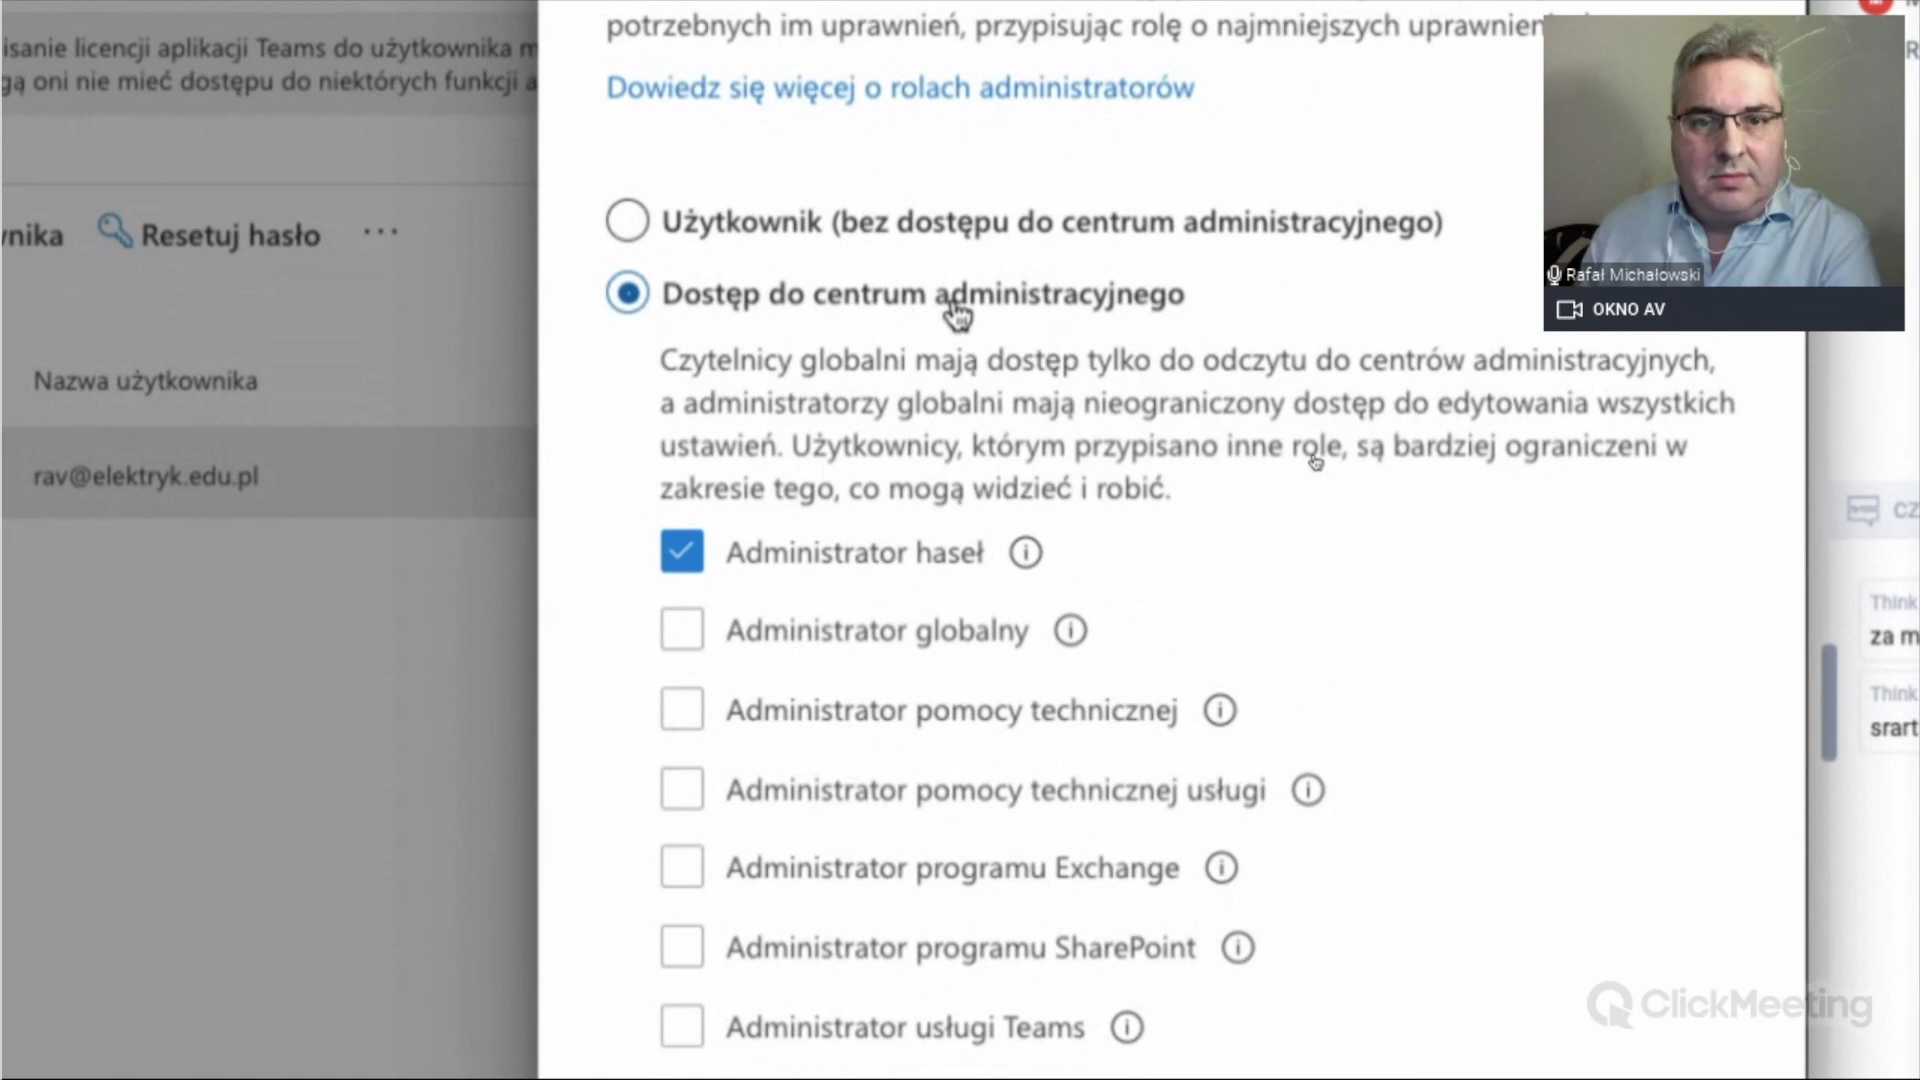 potrzebnych im uprawnień, przypisując rolę o najmniejszych
Dowiedz się więcej o rolach administratorów
isanie licencji aplikacji Teams do użytkownika m
gą oni nie mieć dostępu do niektórych funkcji a
wnika
Resetuj hasło
...
Nazwa użytkownika
rav@elektryk.edu.pl
Użytkownik (bez dostępu do centrum administracyjnego)
Dostęp do centrum administracyjnego
Czytelnicy globalni mają dostęp tylko do odczytu do centrów administracyjnych,
a administratorzy globalni mają nieograniczony dostęp do edytowania wszystkich
ustawień. Użytkownicy, którym przypisano inne role, są bardziej ograniczeni w
zakresie tego, co mogą widzieć i robić.
Administrator haseł
Administrator globalny
Administrator pomocy technicznej
Administrator pomocy technicznej usługi
Administrator programu Exchange
Administrator programu SharePoint
Administrator usługi Teams
Rafał Michałowski
OKNO AV
CZ
Think
za m
Think
srart
ClickMeeting